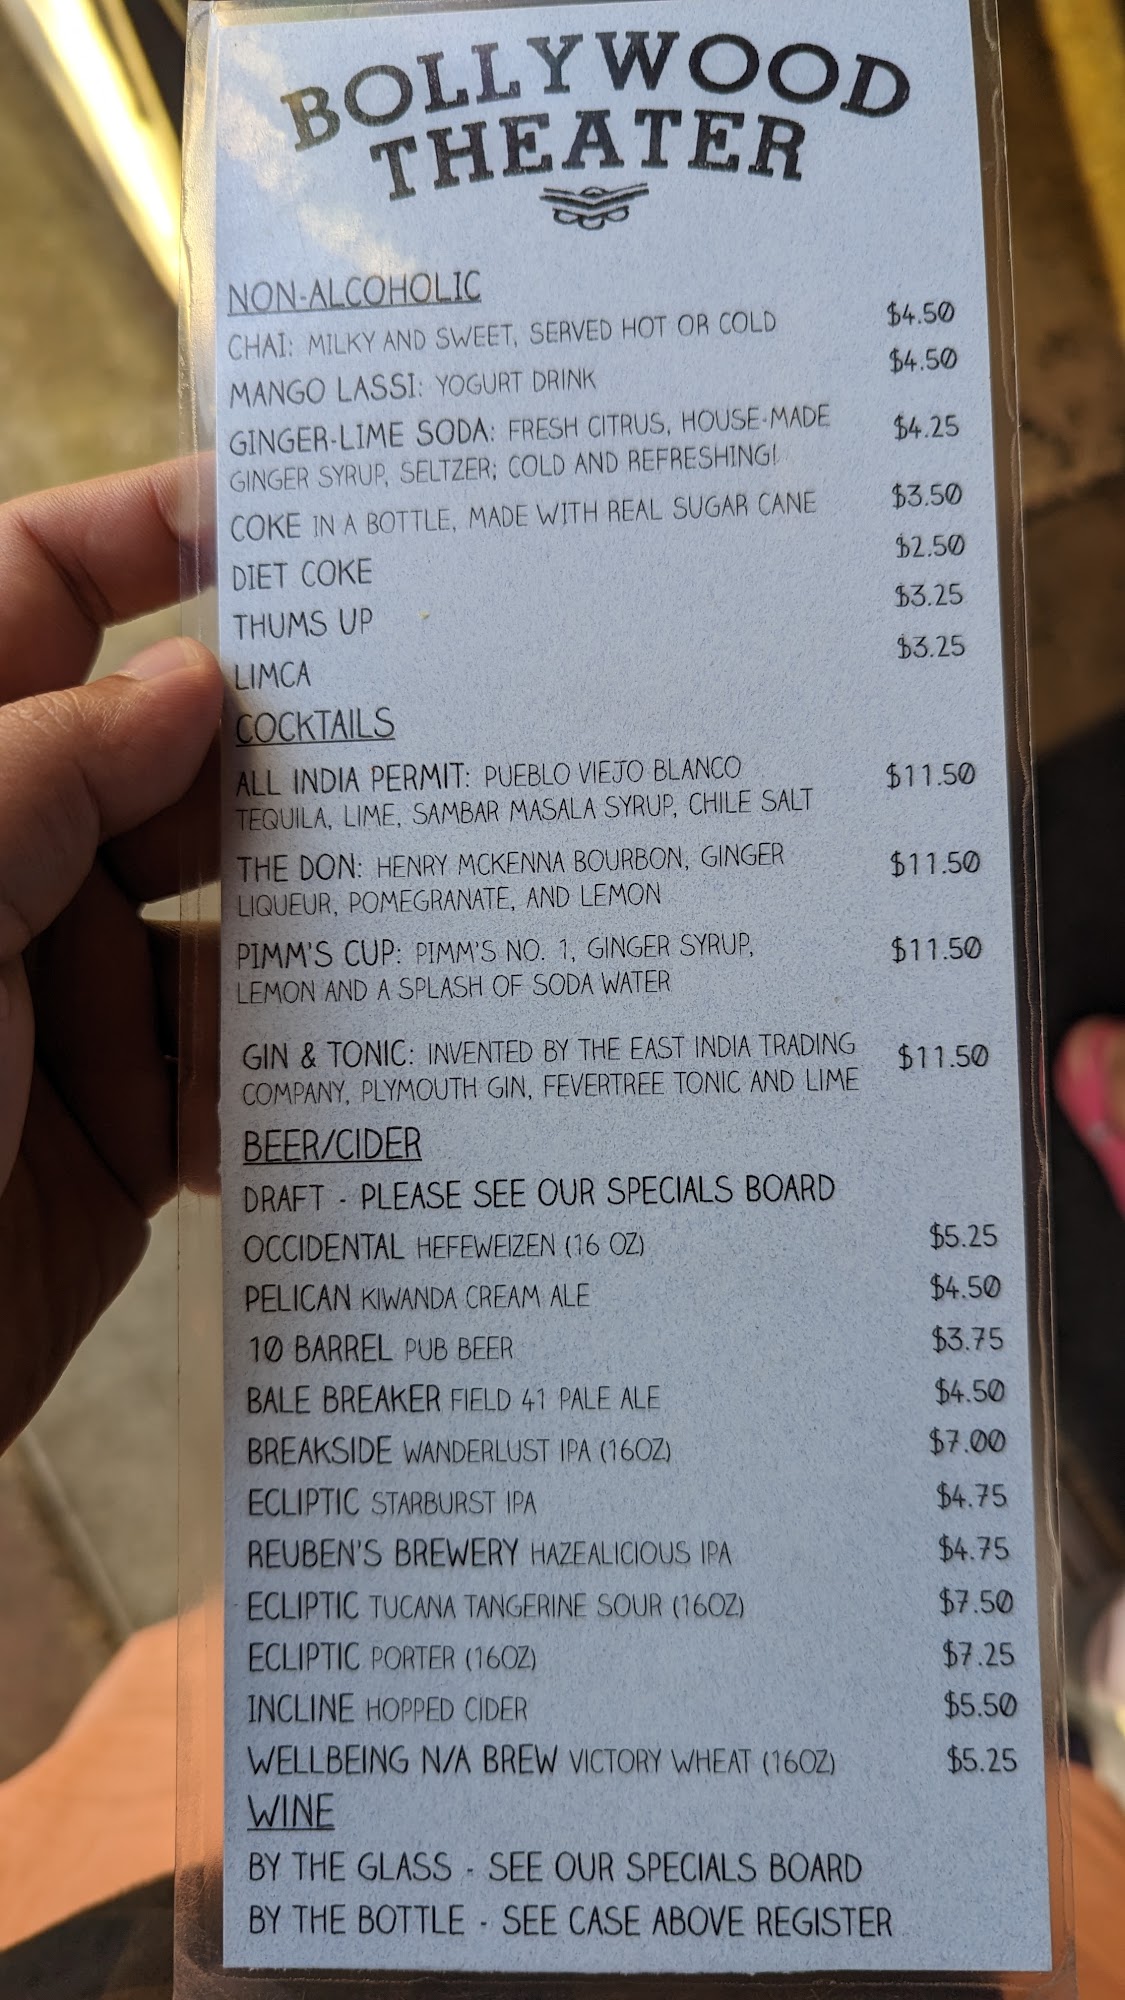 BOLLYWOOD
THEATER
NON-ALCOHOLIC
CHAI: MILKY AND SWEET, SERVED HOT OR COLD $4.50
MANGO LASSI: YOGURT DRINK $4.50
GINGER-LIME SODA: FRESH CITRUS, HOUSE-MADE $4.25
GINGER SYRUP, SELTZER; COLD AND REFRESHING!
COKE IN A BOTTLE, MADE WITH REAL SUGAR CANE $3.50
DIET COKE $2.50
THUMS UP $3.25
LIMCA $3.25
COCKTAILS
ALL INDIA PERMIT: PUEBLO VIEJO BLANCO $11.50
TEQUILA, LIME, SAMBAR MASALA SYRUP, CHILE SALT
THE DON: HENRY MCKENNA BOURBON, GINGER $11.50
LIQUEUR, POMEGRANATE, AND LEMON
PIMM'S CUP: PIMM'S NO. 1, GINGER SYRUP, $11.50
LEMON AND A SPLASH OF SODA WATER
GIN & TONIC: INVENTED BY THE EAST INDIA TRADING $11.50
COMPANY, PLYMOUTH GIN, FEVERTREE TONIC AND LIME
BEER/CIDER
DRAFT - PLEASE SEE OUR SPECIALS BOARD
OCCIDENTAL HEFEWEIZEN (16 OZ) $5.25
PELICAN KIWANDA CREAM ALE $4.50
10 BARREL PUB BEER $3.75
BALE BREAKER FIELD 41 PALE ALE $4.50
BREAKSIDE WANDERLUST IPA (16OZ) $7.00
ECLIPTIC STARBURST IPA $4.75
REUBEN'S BREWERY HAZEALICIOUS IPA $4.75
ECLIPTIC TUCANA TANGERINE SOUR (16OZ) $7.50
ECLIPTIC PORTER (16OZ) $7.25
INCLINE HOPPED CIDER $5.50
WELLBEING N/A BREW VICTORY WHEAT (16OZ) $5.25
WINE
BY THE GLASS - SEE OUR SPECIALS BOARD
BY THE BOTTLE - SEE CASE ABOVE REGISTER